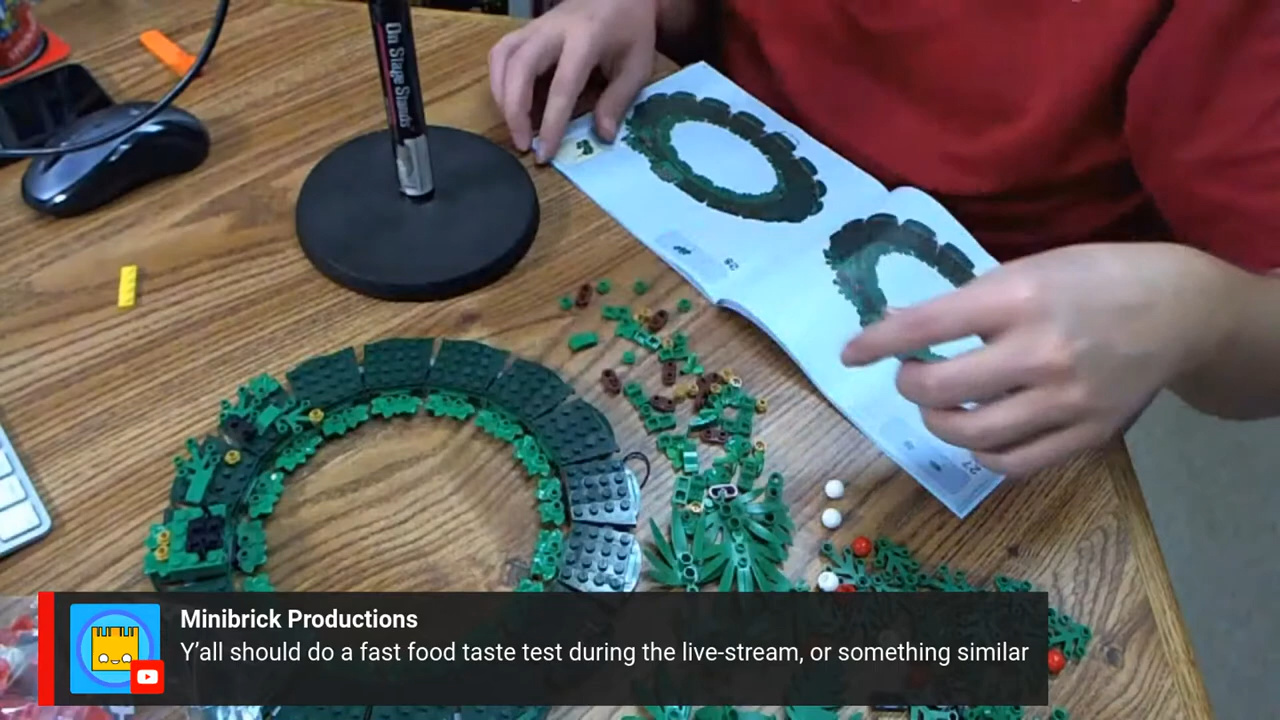 On Stage Stands
27
Minibrick Productions
Y'all should do a fast food taste test during the live-stream, or something similar